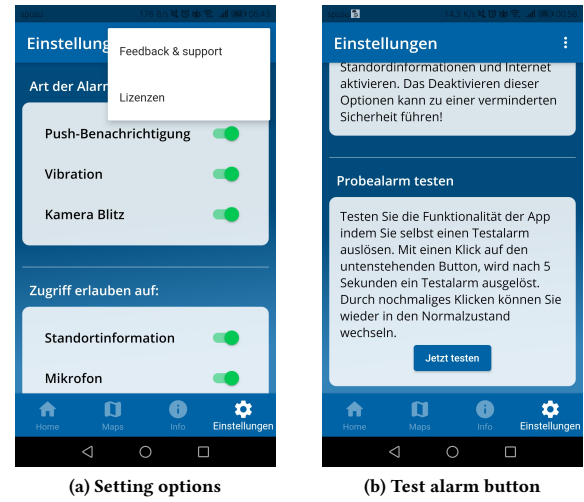 Einstellung
Feedback & support
Lizenzen
Art der Alarr
Push-Benachrichtigung
Vibration
Kamera Blitz
Zugriff erlauben auf:
Standortinformation
Mikrofon
Home
Maps
Info
Einstellungen
(a) Setting options
Einstellungen
Standordinformationen und Internet
aktivieren. Das Deaktivieren dieser
Optionen kann zu einer verminderten
Sicherheit führen!
Probealarm testen
Testen Sie die Funktionalität der App
indem Sie selbst einen Testalarm
auslösen. Mit einen Klick auf den
untenstehenden Button, wird nach 5
Sekunden ein Testalarm ausgelöst.
Durch nochmaliges Klicken können Sie
wieder in den Normalzustand
wechseln.
Jetzt testen
Home
Maps
Info
Einstellungen
(b) Test alarm button